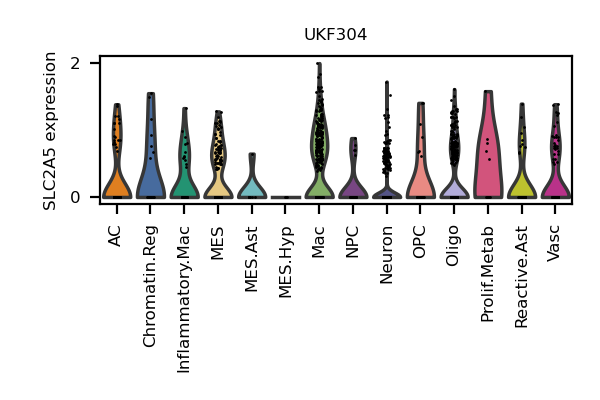 UKF304
SLC2A5 expression
2
0
AC
Chromatin.Reg
Inflammatory.Mac
MES
MES.Ast
MES.Hyp
Mac
NPC
Neuron
OPC
Oligo
Prolif.Metab
Reactive.Ast
Vasc